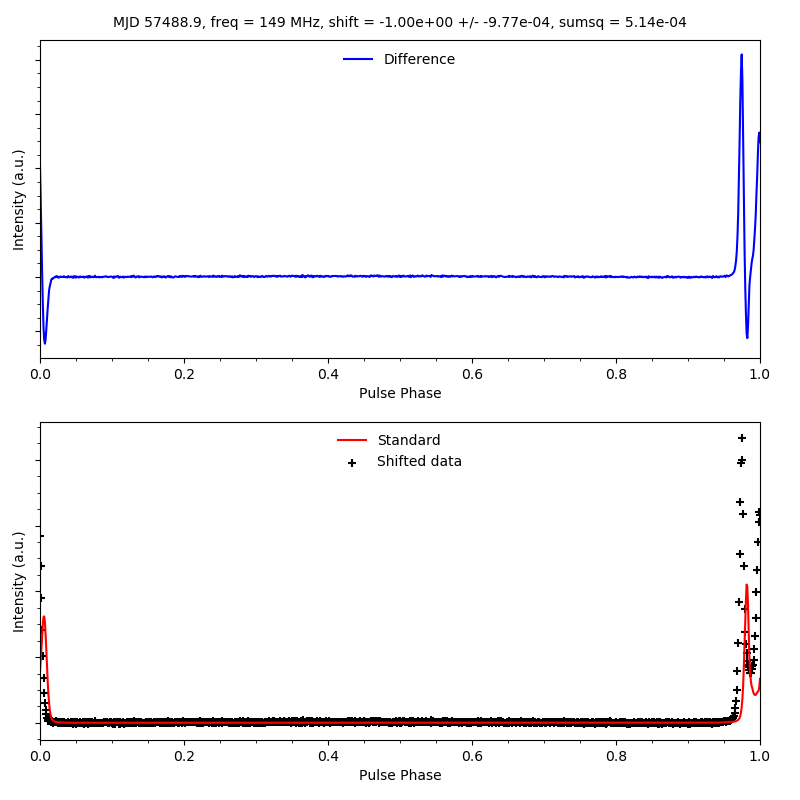 MJD 57488.9, freq = 149 MHz, shift = -1.00e+00 +/- -9.77e-04, sumsq = 5.14e-04
Difference
Intensity (a.u.)
0.0 0.2 0.4 0.6 0.8 1.0
Pulse Phase
Standard
Shifted data
Intensity (a.u.)
0.0 0.2 0.4 0.6 0.8 1.0
Pulse Phase